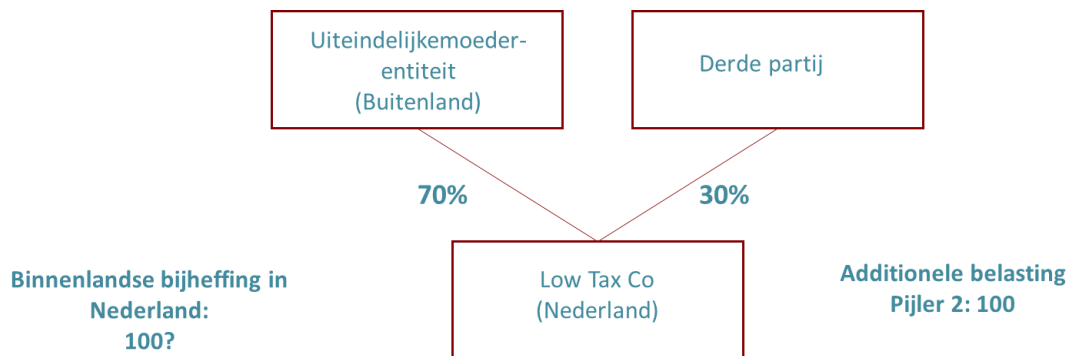 Uiteindelijkemoeder-
entiteit
(Buitenland)
Derde partij
70%
30%
Binnenlandse bijheffing in
Nederland:
100?
Low Tax Co
(Nederland)
Additionele belasting
Pijler 2: 100